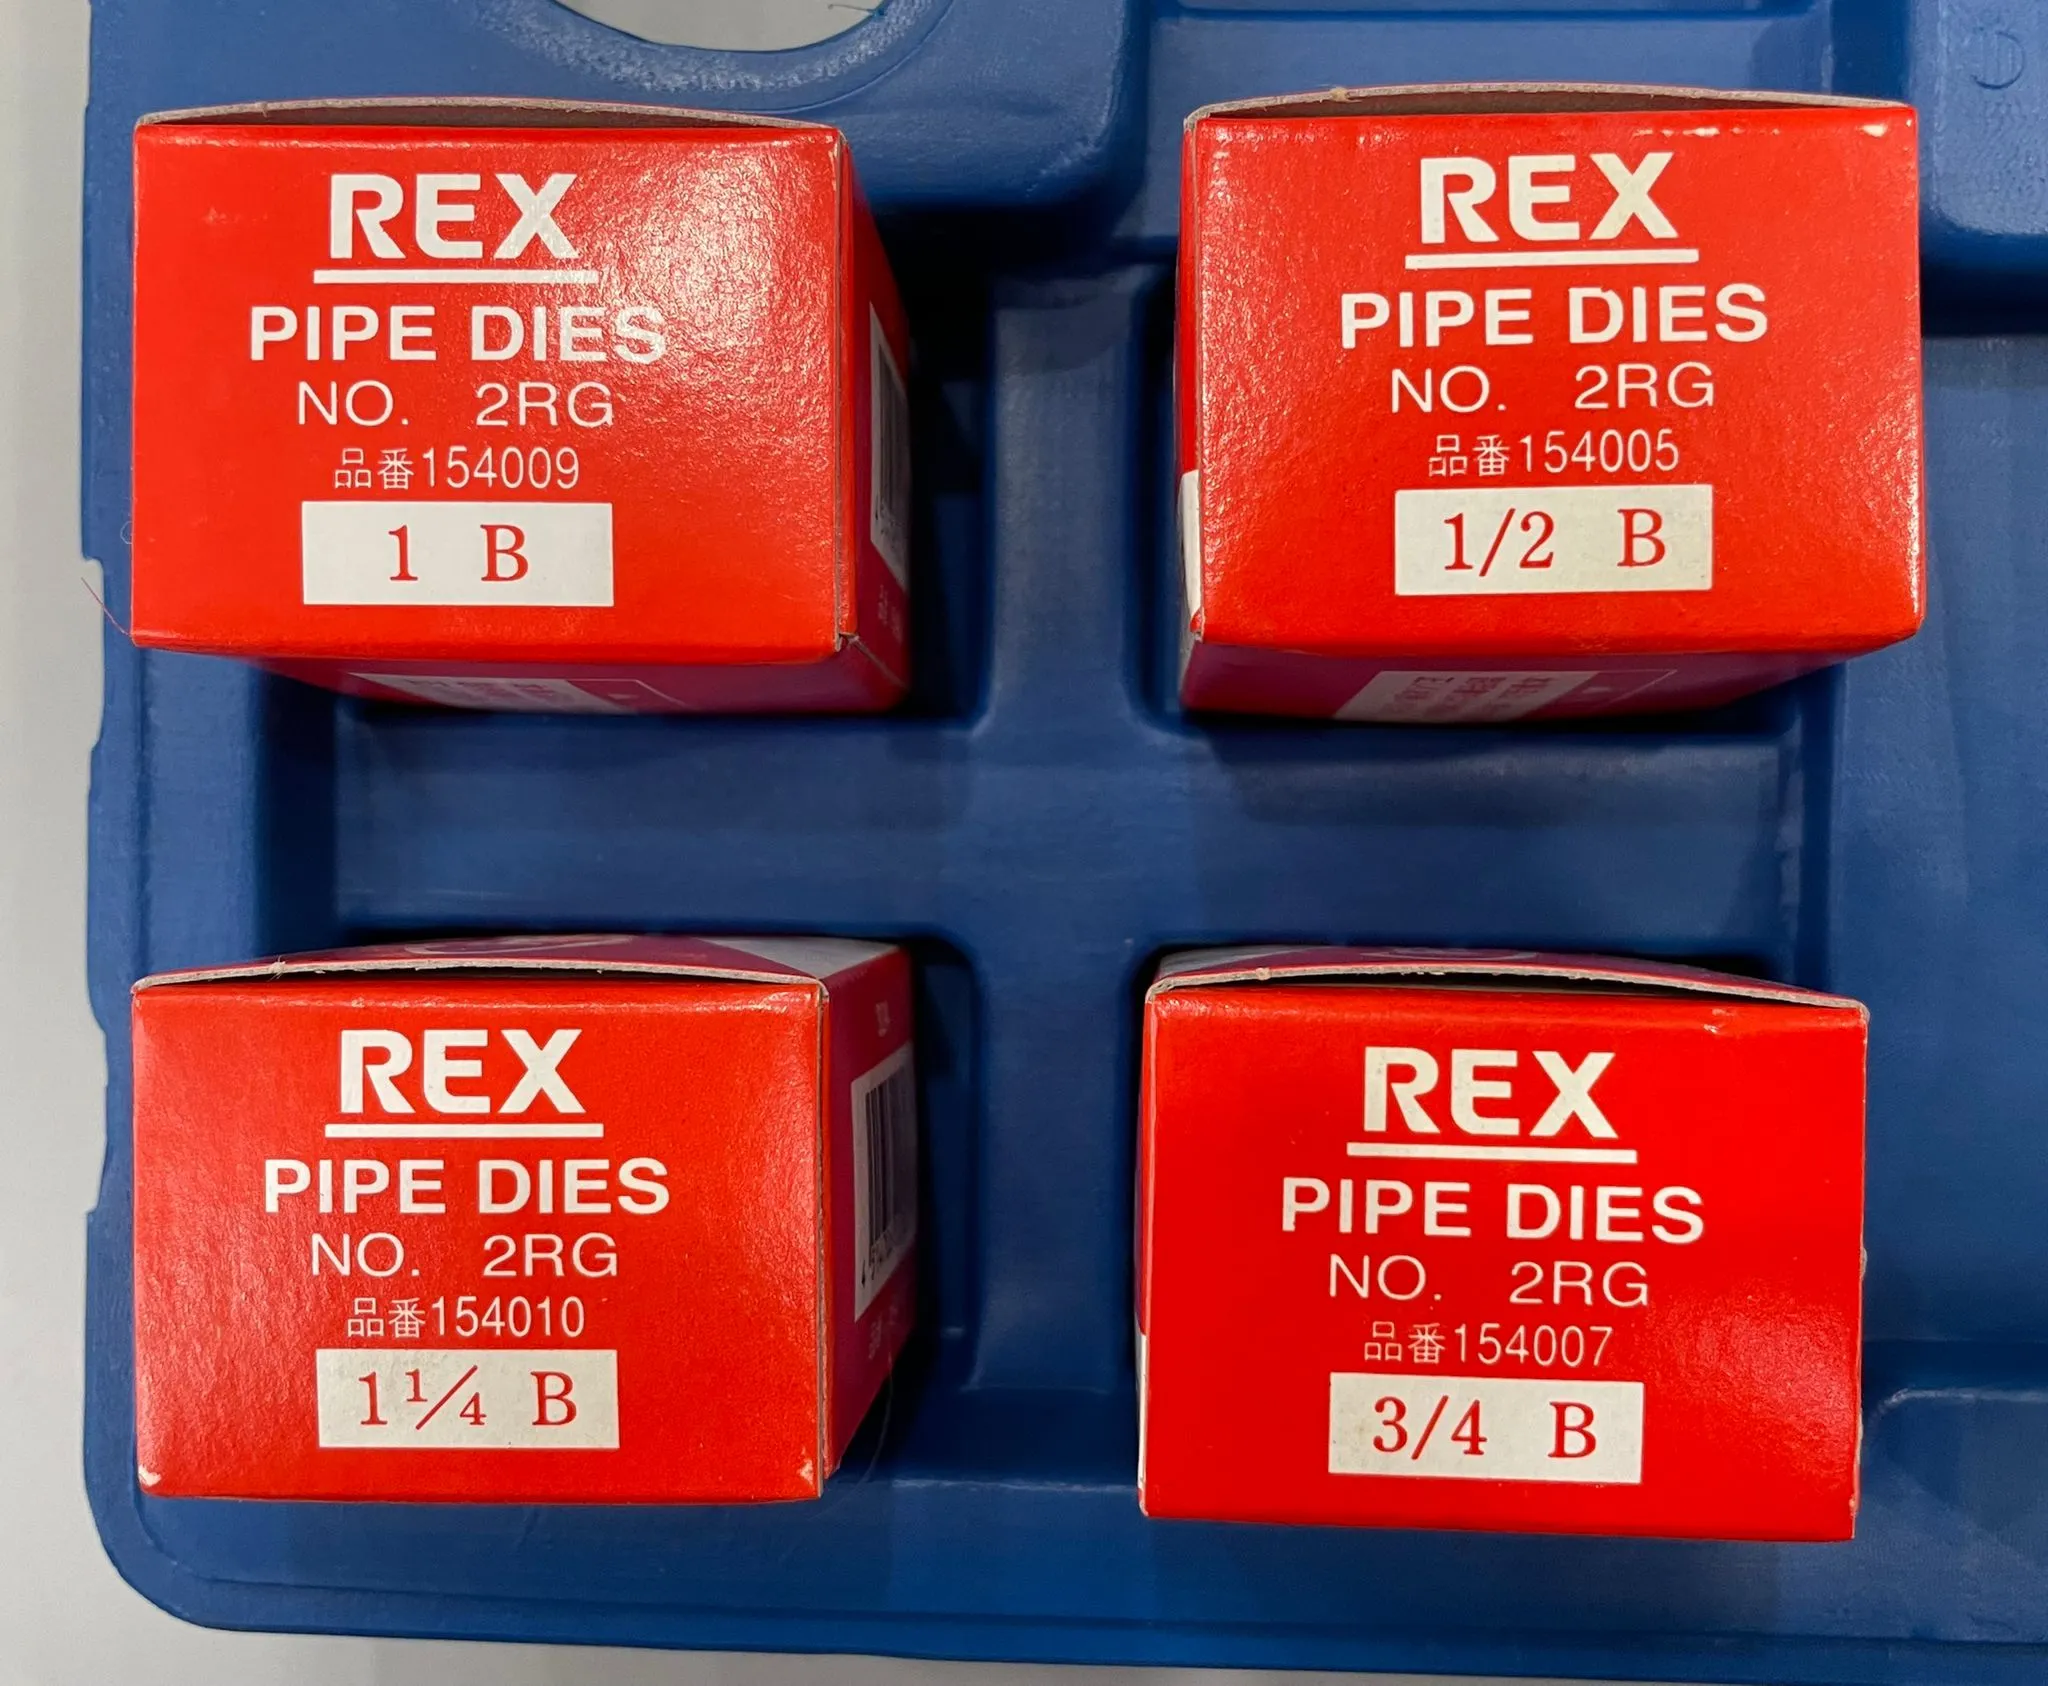 REX
PIPE DIES
NO. 2RG
品番154009
1 B
REX
PIPE DIES
NO. 2RG
品番154005
1/2 B
REX
PIPE DIES
NO. 2RG
品番154010
1 1/4 B
REX
PIPE DIES
NO. 2RG
品番154007
3/4 B